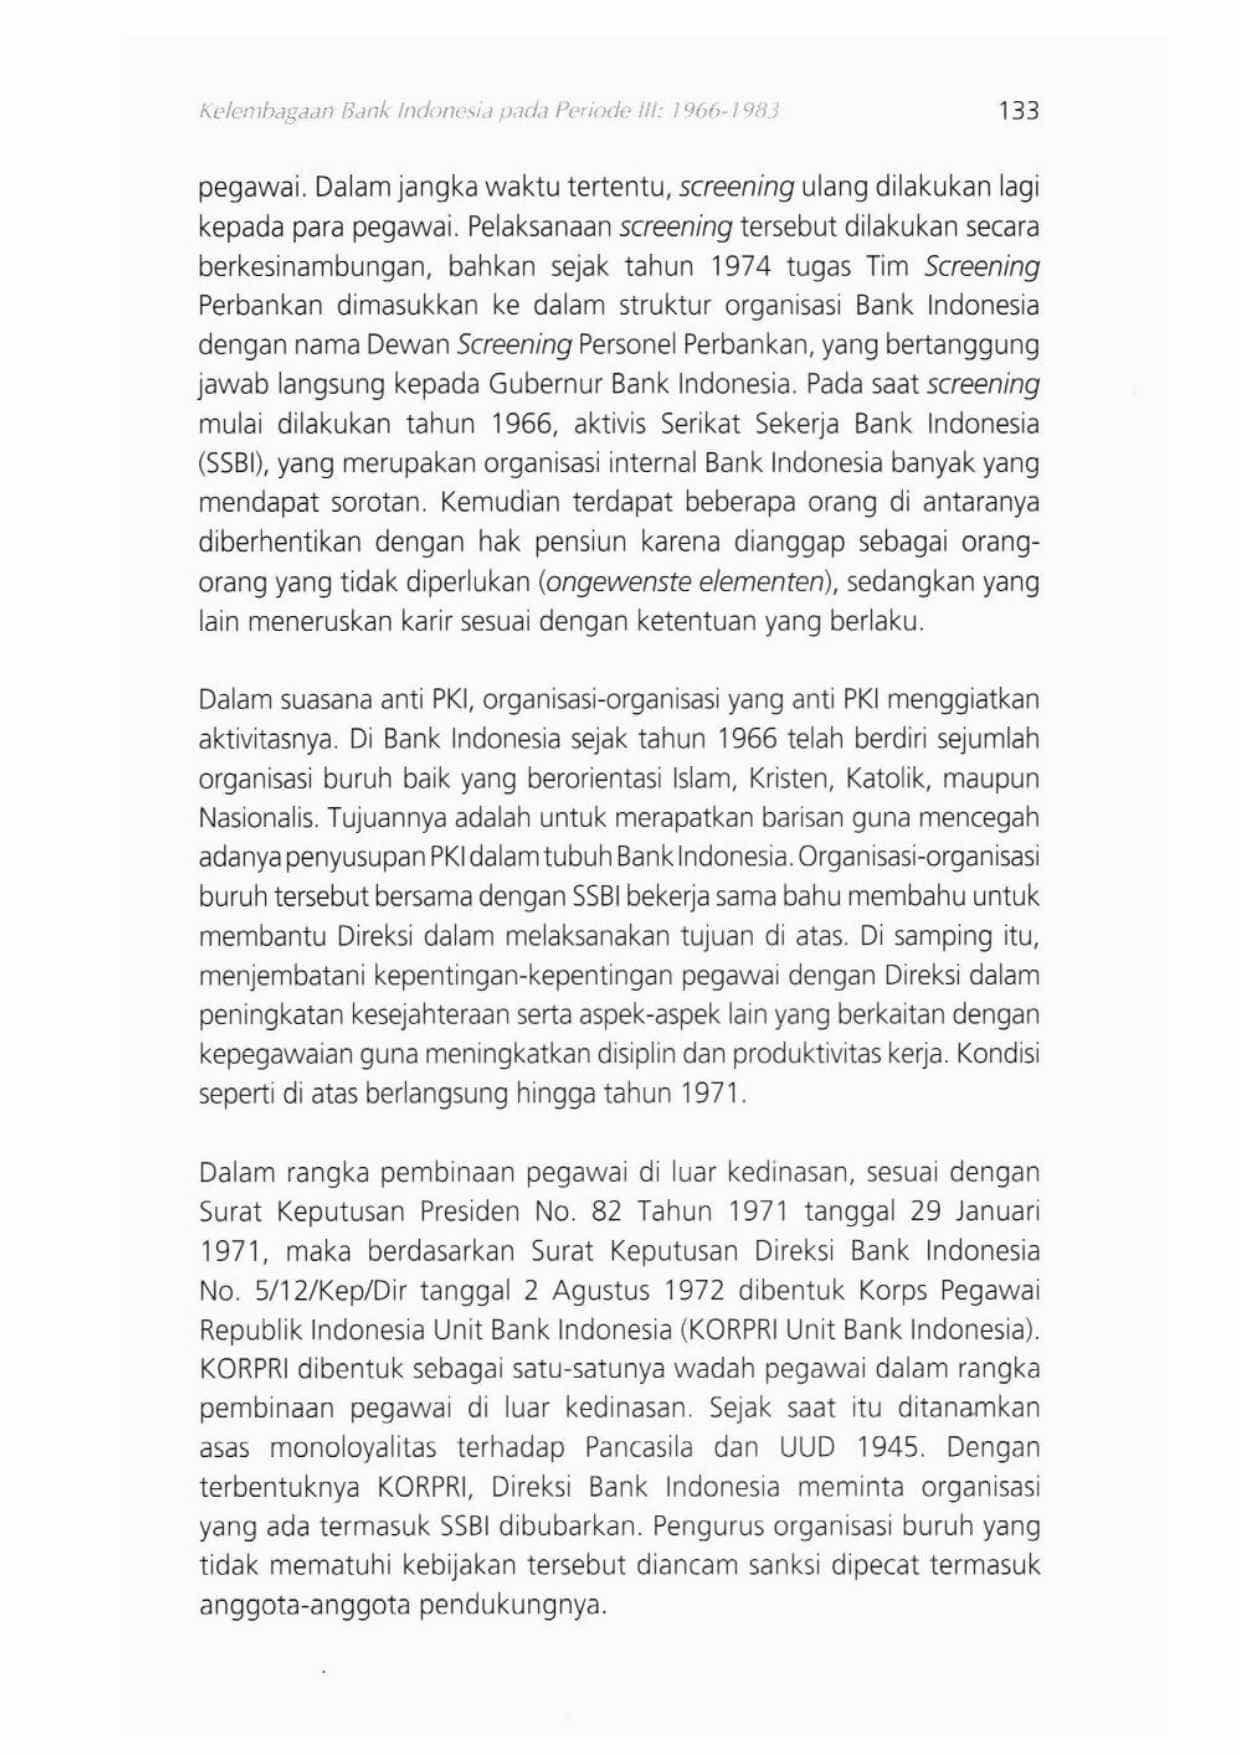 Kelembagaan Bank Indonesia pada Periode III: 1966-1983 133
pegawai. Dalam jangka waktu tertentu, screening ulang dilakukan lagi
kepada para pegawai. Pelaksanaan screening tersebut dilakukan secara
berkesinambungan, bahkan sejak tahun 1974 tugas Tim Screening
Perbankan dimasukkan ke dalam struktur organisasi Bank Indonesia
dengan nama Dewan Screening Personel Perbankan, yang bertanggung
jawab langsung kepada Gubernur Bank Indonesia. Pada saat screening
mulai dilakukan tahun 1966, aktivis Serikat Sekerja Bank Indonesia
(SSBI), yang merupakan organisasi internal Bank Indonesia banyak yang
mendapat sorotan. Kemudian terdapat beberapa orang di antaranya
diberhentikan dengan hak pensiun karena dianggap sebagai orang-
orang yang tidak diperlukan (ongewenste elementen), sedangkan yang
lain meneruskan karir sesuai dengan ketentuan yang berlaku.
Dalam suasana anti PKI, organisasi-organisasi yang anti PKI menggiatkan
aktivitasnya. Di Bank Indonesia sejak tahun 1966 telah berdiri sejumlah
organisasi buruh baik yang berorientasi Islam, Kristen, Katolik, maupun
Nasionalis. Tujuannya adalah untuk merapatkan barisan guna mencegah
adanya penyusupan PKI dalam tubuh Bank Indonesia. Organisasi-organisasi
buruh tersebut bersama dengan SSBI bekerja sama bahu membahu untuk
membantu Direksi dalam melaksanakan tujuan di atas. Di samping itu,
menjembatani kepentingan-kepentingan pegawai dengan Direksi dalam
peningkatan kesejahteraan serta aspek-aspek lain yang berkaitan dengan
kepegawaian guna meningkatkan disiplin dan produktivitas kerja. Kondisi
seperti di atas berlangsung hingga tahun 1971.
Dalam rangka pembinaan pegawai di luar kedinasan, sesuai dengan
Surat Keputusan Presiden No. 82 Tahun 1971 tanggal 29 Januari
1971, maka berdasarkan Surat Keputusan Direksi Bank Indonesia
No. 5/12/Kep/Dir tanggal 2 Agustus 1972 dibentuk Korps Pegawai
Republik Indonesia Unit Bank Indonesia (KORPRI Unit Bank Indonesia).
KORPRI dibentuk sebagai satu-satunya wadah pegawai dalam rangka
pembinaan pegawai di luar kedinasan. Sejak saat itu ditanamkan
asas monoloyalitas terhadap Pancasila dan UUD 1945. Dengan
terbentuknya KORPRI, Direksi Bank Indonesia meminta organisasi
yang ada termasuk SSBI dibubarkan. Pengurus organisasi buruh yang
tidak mematuhi kebijakan tersebut diancam sanksi dipecat termasuk
anggota-anggota pendukungnya.